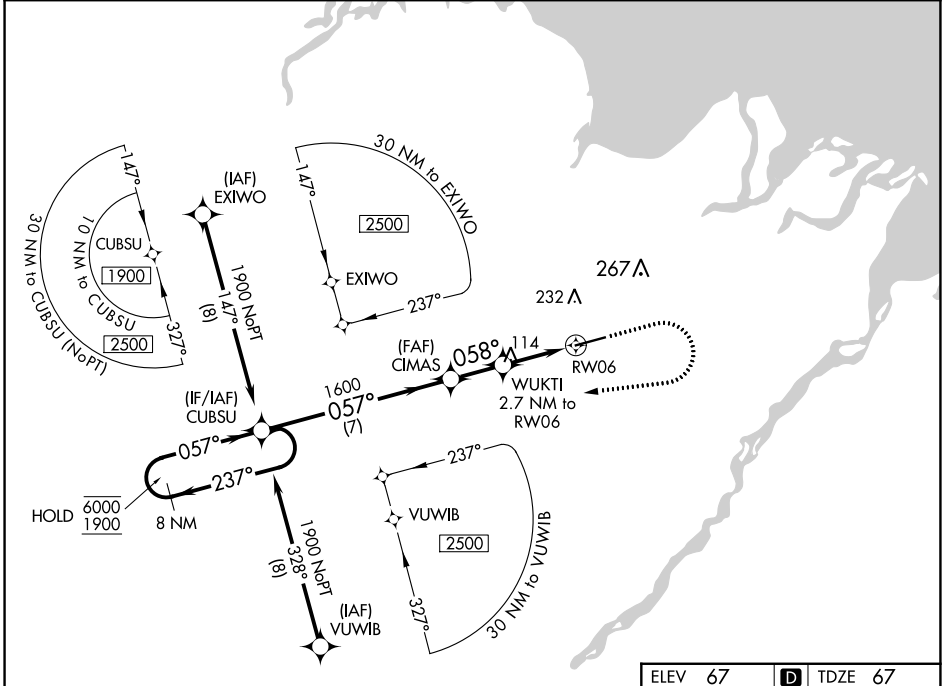 30 NM to EXIWO
147°
2500
EXIWO
237°
147°
30 NM to CUBSU (NoPT)
10 NM to CUBSU
CUBSU
1900
2500
327°
(IAF)
EXIWO
1900 NoPT
147°
(8)
267
232
114
(FAF)
CIMAS
058°
RW06
WUKTI
2.7 NM to
RW06
(IF/IAF)
CUBSU
1600
057°
(7)
057°
237°
HOLD 6000
1900
8 NM
1900 NoPT
328°
(8)
(IAF)
VUWIB
237°
VUWIB
2500
327°
30 NM to VUWIB
ELEV 67 D TDZE 67